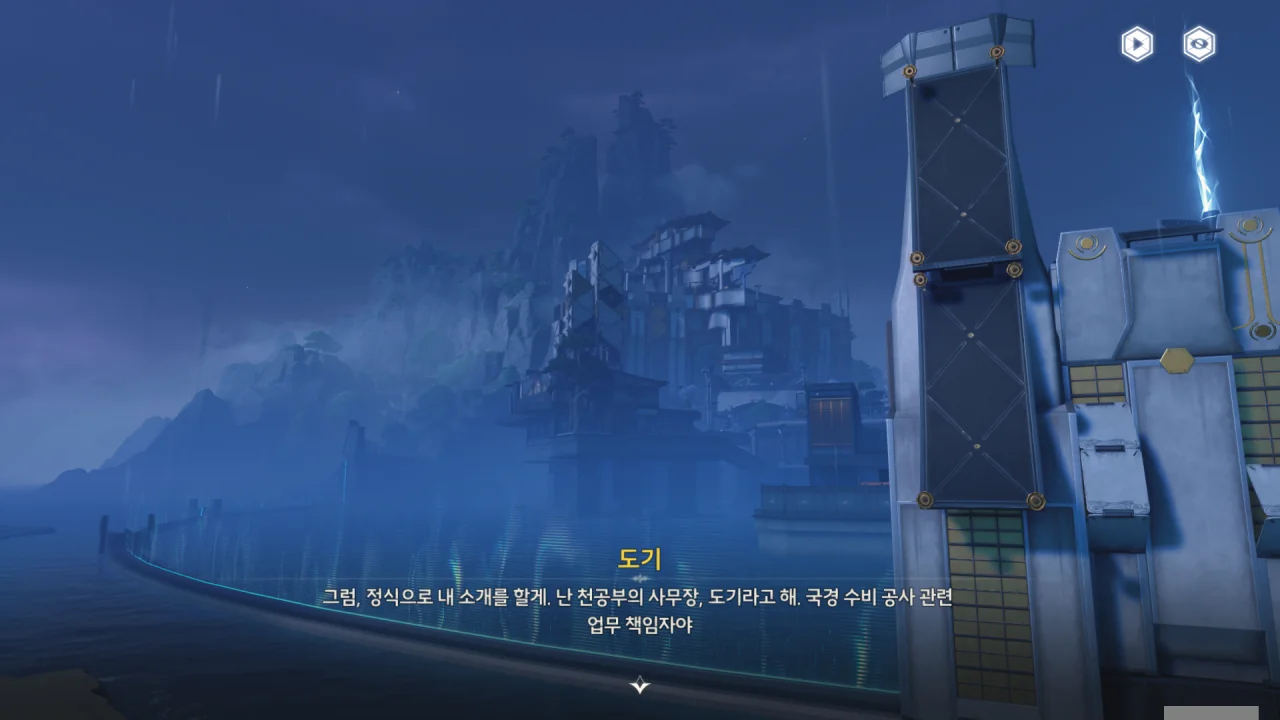 도기
그럼, 정식으로 내 소개를 할게. 난 천공부의 사무장, 도기라고 해. 국경 수비 공사 관련
업무 책임자야